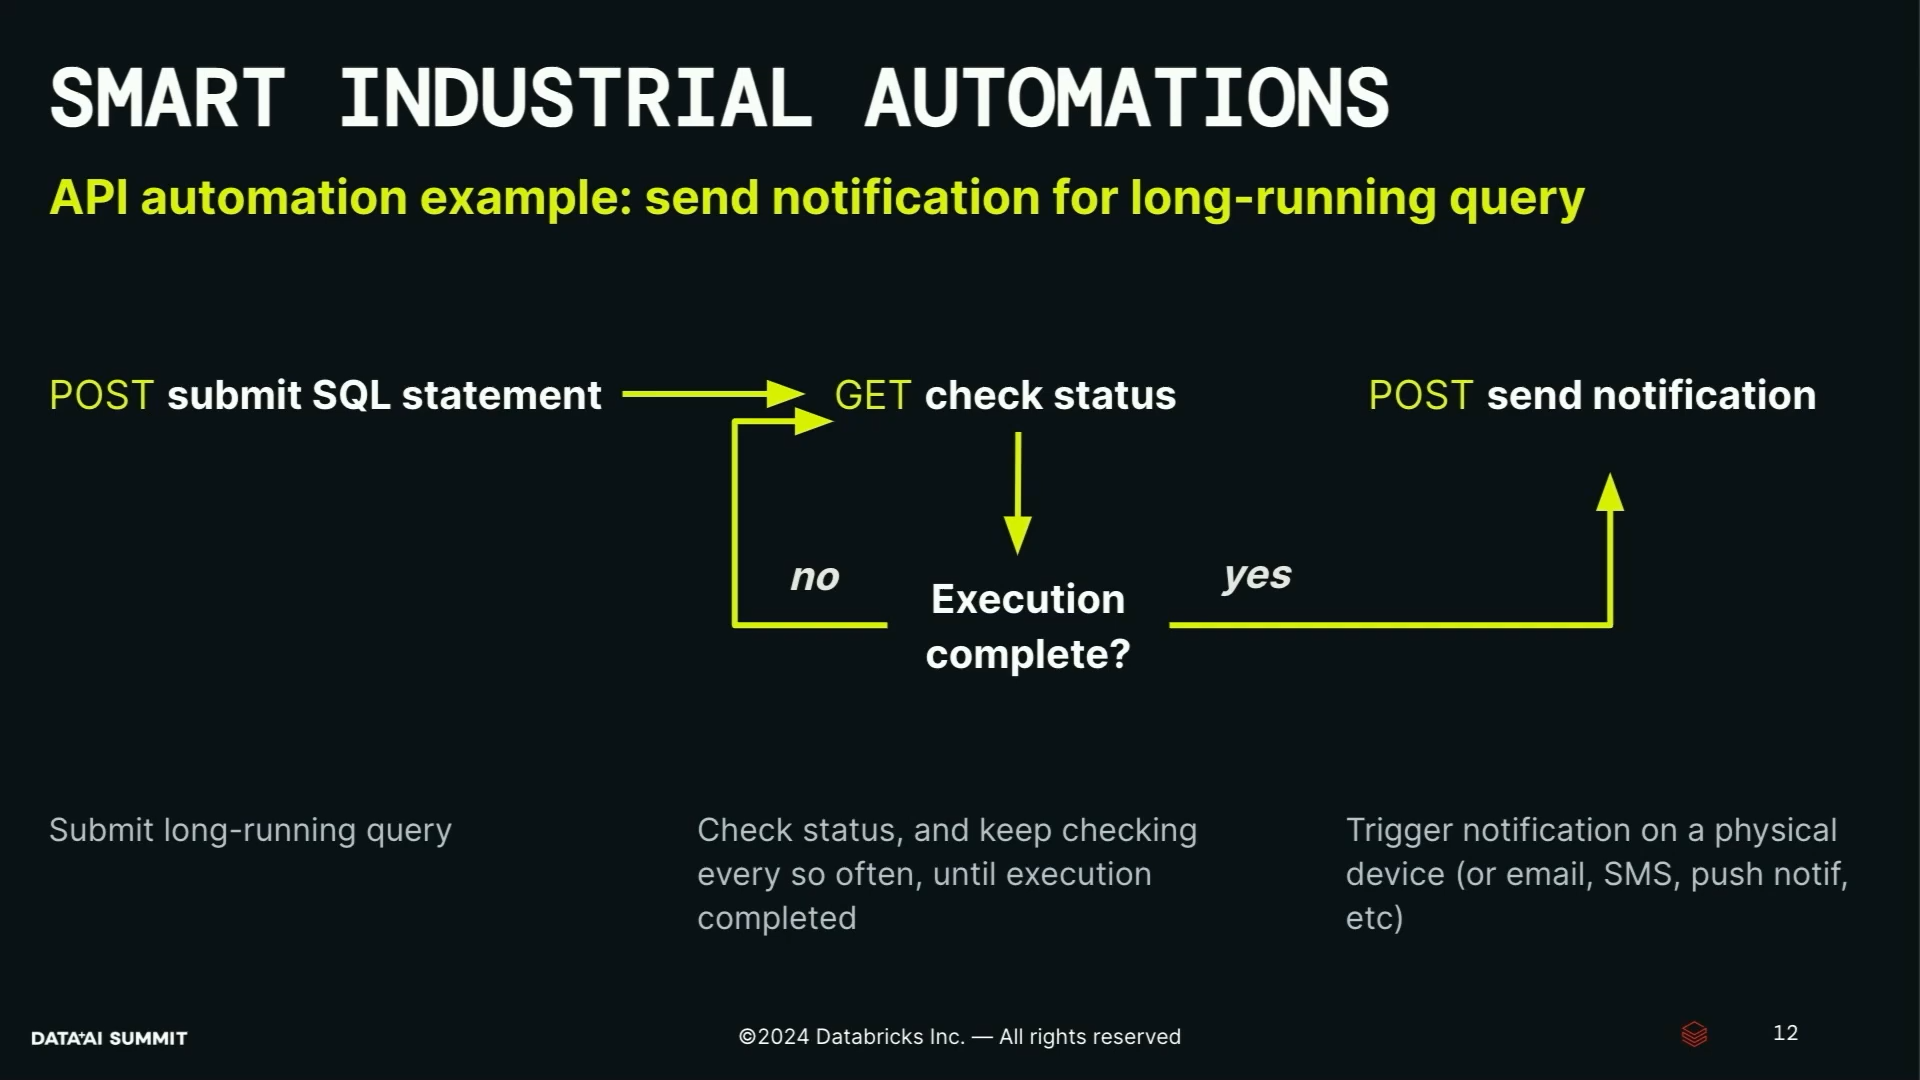 SMART INDUSTRIAL AUTOMATIONS
API automation example: send notification for long-running query
POST submit SQL statement
GET check status
POST send notification
no
Execution
complete?
yes
Submit long-running query
Check status, and keep checking
every so often, until execution
completed
Trigger notification on a physical
device (or email, SMS, push notif,
etc)
DATA+AI SUMMIT
©2024 Databricks Inc. — All rights reserved
12